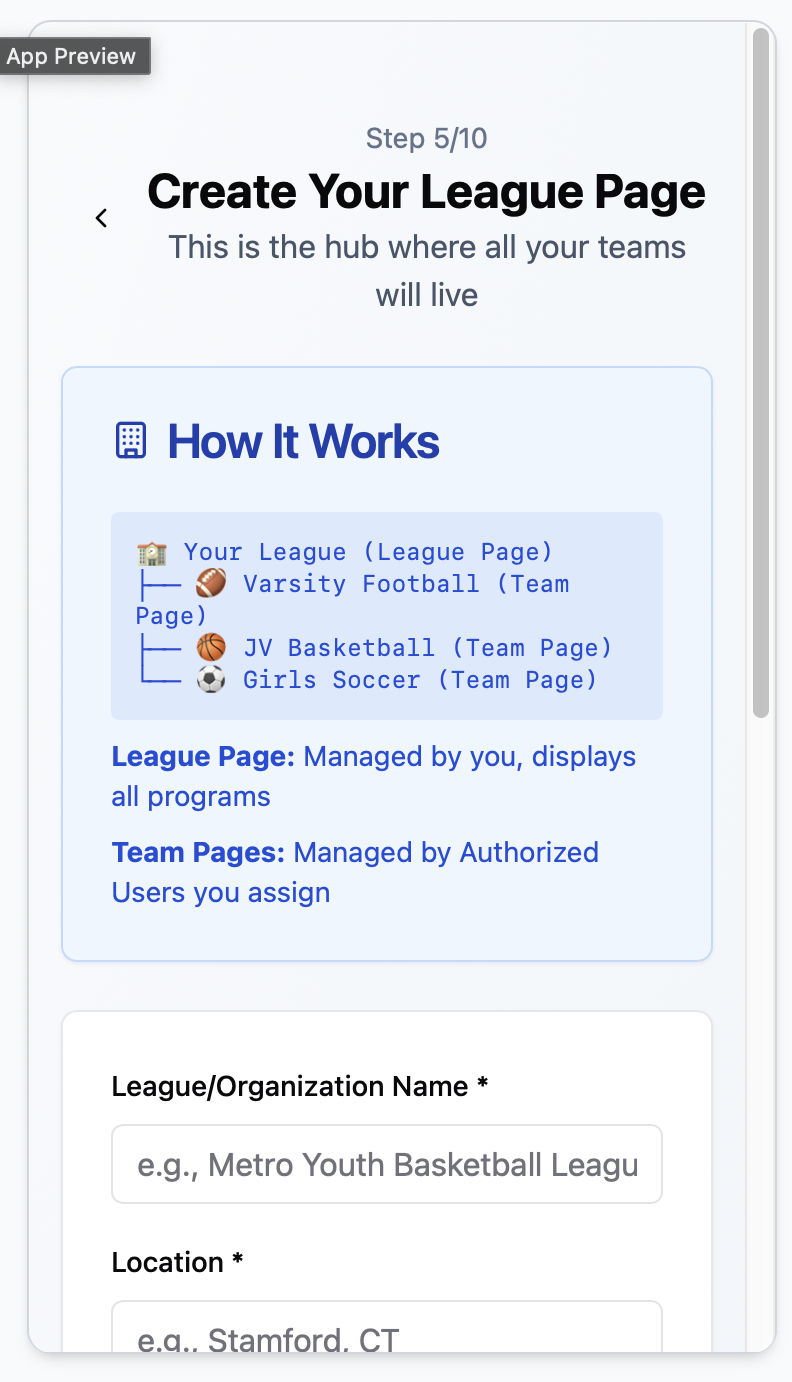 App Preview
Step 5/10
Create Your League Page
This is the hub where all your teams
will live
How It Works
🏫 Your League (League Page)
├── 🏈 Varsity Football (Team
Page)
├── 🏀 JV Basketball (Team Page)
└── ⚽ Girls Soccer (Team Page)
League Page: Managed by you, displays
all programs
Team Pages: Managed by Authorized
Users you assign
League/Organization Name *
e.g., Metro Youth Basketball Leagu
Location *
e.g., Stamford, CT